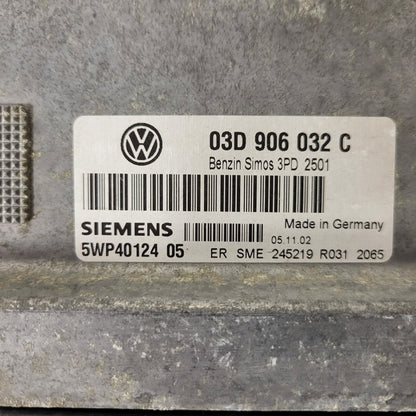 03D 906 032 C
Benzin Simos 3PD 2501
SIEMENS
Made in Germany
05.11.02
5WP40124 05
ER SME 245219 R031 2065